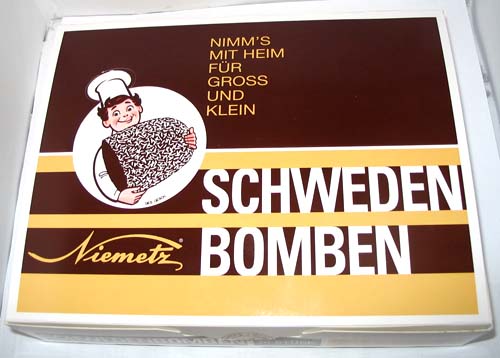 NIMM'S
MIT HEIM
FÜR
GROSS
UND
KLEIN
SCHWEDEN
BOMBEN
Niemetz®